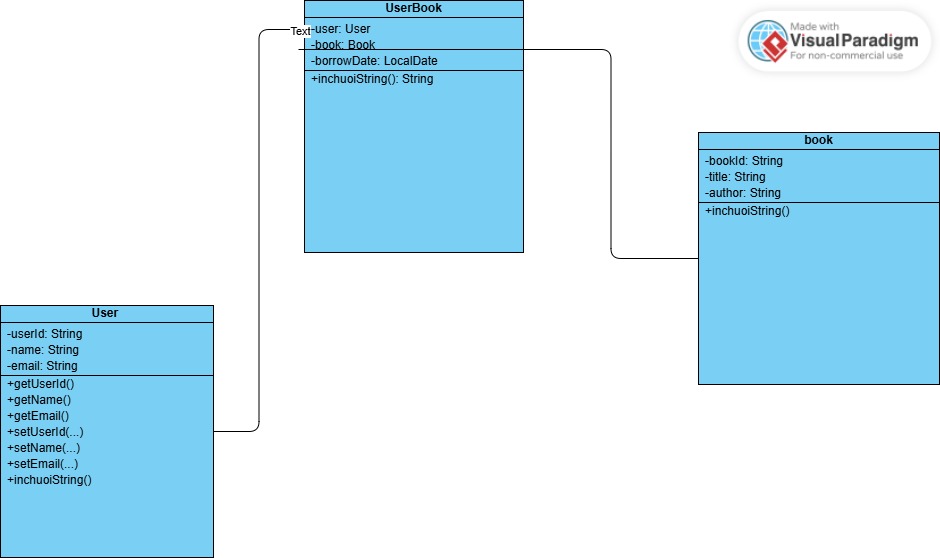 UserBook
Text
-user: User
-book: Book
-borrowDate: LocalDate
+inchuoiString(): String
Made with
Visual Paradigm
For non-commercial use
book
-bookId: String
-title: String
-author: String
+inchuoiString()
User
-userId: String
-name: String
-email: String
+getUserId()
+getName()
+getEmail()
+setUserId(...)
+setName(...)
+setEmail(...)
+inchuoiString()